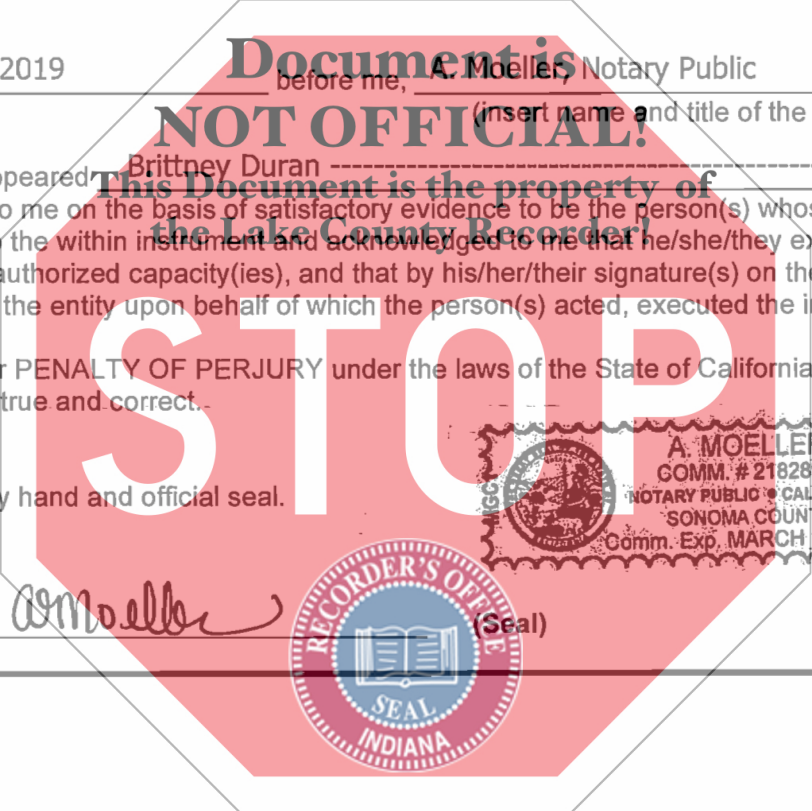 Document is
2019 before me, A. Moeller, Notary Public
NOT OFFICIAL!
(insert name and title of the
ppeared Brittney Duran
This Document is the property of
o me on the basis of satisfactory evidence to be the person(s) whos
the Lake County Recorder!
o the within instrument and acknowledged to me that he/she/they ex
authorized capacity(ies), and that by his/her/their signature(s) on the
the entity upon behalf of which the person(s) acted, executed the i
STOP
r PENALTY OF PERJURY under the laws of the State of California
true and correct.
A. MOELLER
COMM. # 21828
NOTARY PUBLIC • CAL
SONOMA COUNT
Comm. Exp. MARCH
y hand and official seal.
amoeller
(Seal)
RECORDER'S OFFICE
SEAL
INDIANA